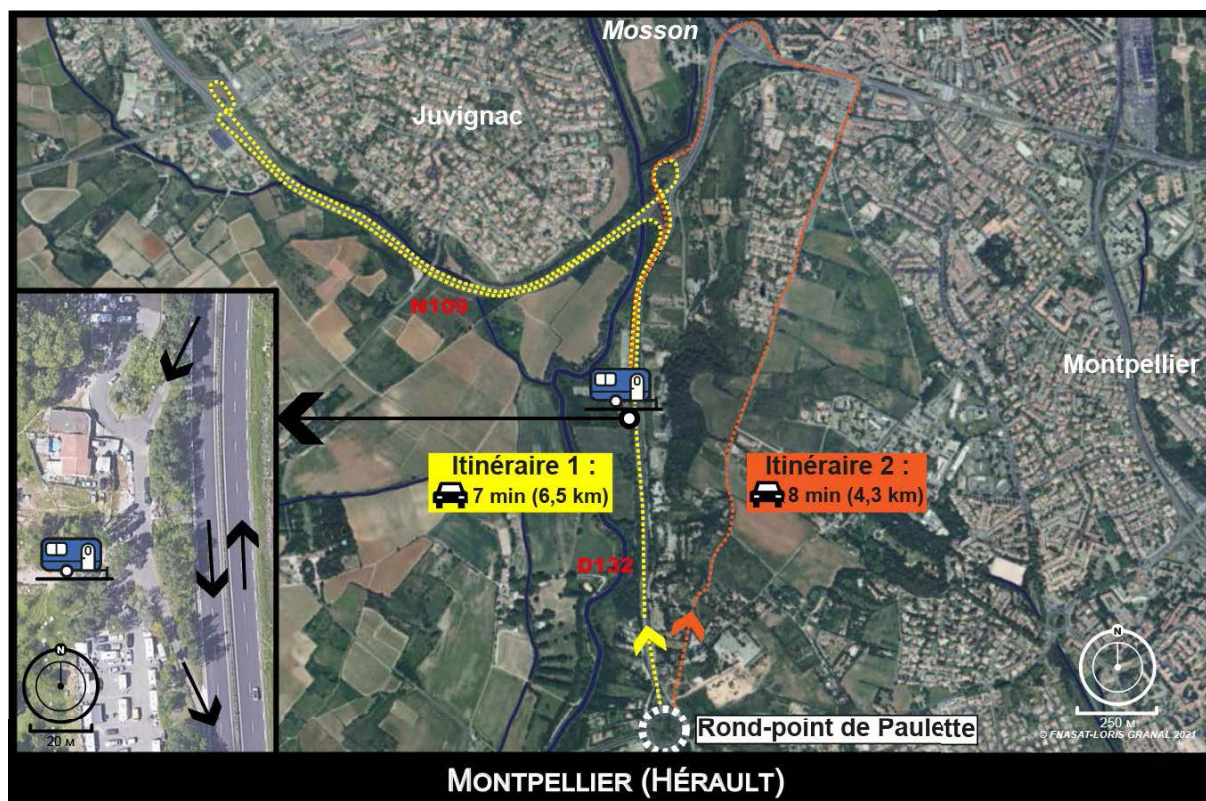 Mosson
Juvignac
N109
Montpellier
Itinéraire 1 :
7 min (6,5 km)
Itinéraire 2 :
8 min (4,3 km)
D132
N
20 M
Rond-point de Paulette
N
250 M
© FNASAT-LORIS GRANAL 2021
MONTPELLIER (HÉRAULT)